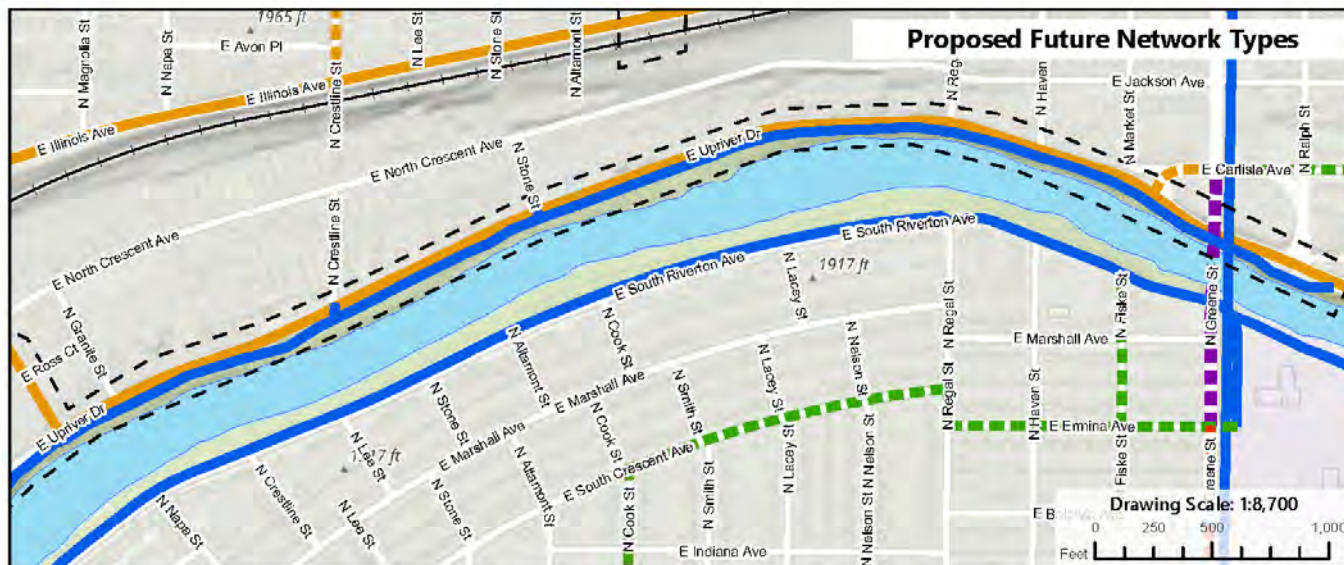 1965 ft
E Avon Pl
N Magnolia St
N Napa St
N Crestline St
N Lee St
N Stone St
N Altamont St
Proposed Future Network Types
E Illinois Ave
E Illinois Ave
E Jackson Ave
N Haven
N Market St
N Ralph St
E Carlisle Ave
E Upriver Dr
E North Crescent Ave
N Stone St
N Crestline St
E North Crescent Ave
E South Riverton Ave
E South Riverton Ave
N Lacey St
1917 ft
N Granite St
E Ross Ct
E Upriver Dr
N Cook St
N Altamont St
N Regal St
N Fiske St
N Greene St
E Marshall Ave
E Marshall Ave
E Marshall Ave
N Nelson St
N Lacey St
N Smith St
N Stone St
N Lee St
N Cook St
N Regal St
N Haven St
E Ermina Ave
E South Crescent Ave
N Crestline St
N Napa St
N Lee St
N Stone St
N Altamont St
N Cook St
N Smith St
N Lacey St
N Nelson St
N Nelson St
Fiske St
Greene St
E Indiana Ave
E B
Drawing Scale: 1:8,700
0 250 500 1,000
Feet